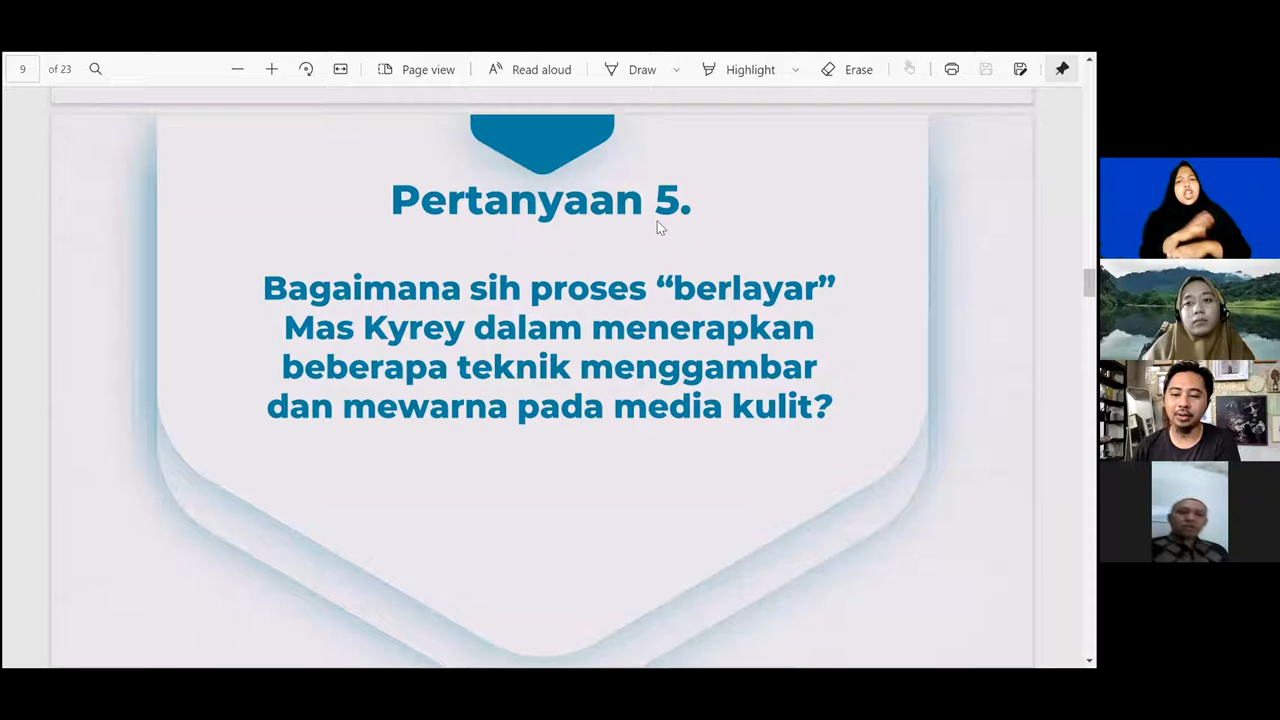 9 of 23 Page view Read aloud Draw Highlight Erase
Pertanyaan 5.
Bagaimana sih proses “berlayar”
Mas Kyrey dalam menerapkan
beberapa teknik menggambar
dan mewarna pada media kulit?